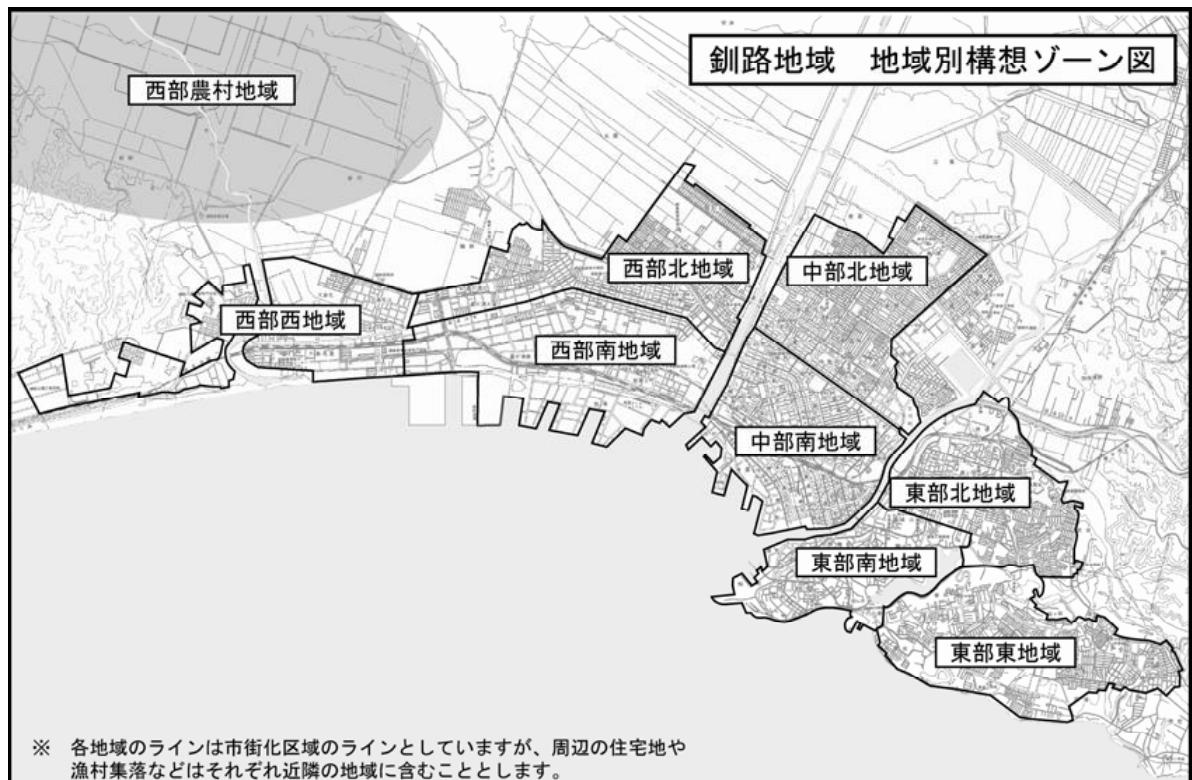 釧路地域　地域別構想ゾーン図
西部農村地域
西部北地域
中部北地域
西部西地域
西部南地域
中部南地域
東部北地域
東部南地域
東部東地域
※　各地域のラインは市街化区域のラインとしていますが、周辺の住宅地や
漁村集落などはそれぞれ近隣の地域に含むこととします。